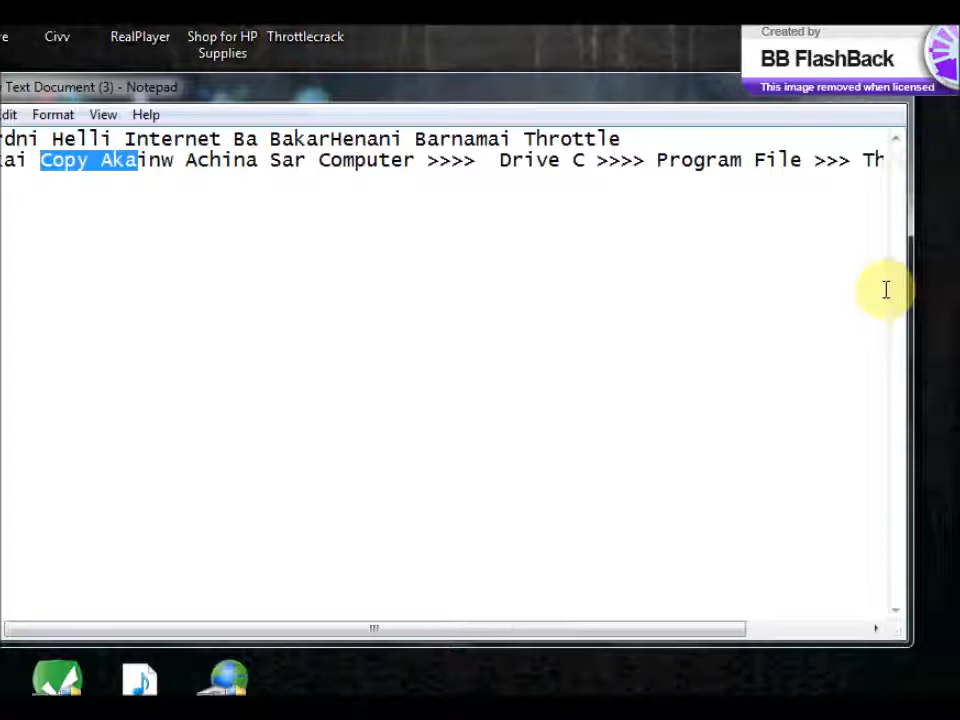 Civv
RealPlayer
Shop for HP
Supplies
Throttlecrack
Created by
BB FlashBack
This image removed when licensed
Text Document (3) - Notepad
Format View Help
Helli Internet Ba BakarHenani Barnamai Throttle
Copy Akainw Achina Sar Computer >>>> Drive C >>>> Program File >>> Th